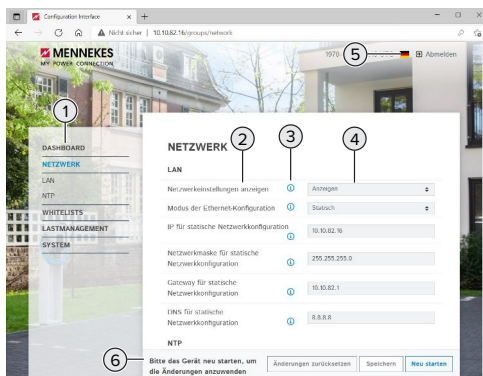 Configuration Interface
Nicht sicher | 10.10.82.16/groups/network
MENNEKES
MY POWER CONNECTION
1970
Abmelden
1
2
3
4
5
6
DASHBOARD
NETZWERK
LAN
NTP
WHITELISTS
LASTMANAGEMENT
SYSTEM
NETZWERK
LAN
Netzwerkeinstellungen anzeigen
Anzeigen
Modus der Ethernet-Konfiguration
Statisch
IP für statische Netzwerkkonfiguration
10.10.82.16
Netzwerkmaske für statische
Netzwerkkonfiguration
255.255.255.0
Gateway für statische
Netzwerkkonfiguration
10.10.82.1
DNS für statische
Netzwerkkonfiguration
8.8.8.8
NTP
Bitte das Gerät neu starten, um
die Änderungen anzuwenden
Änderungen zurücksetzen
Speichern
Neu starten